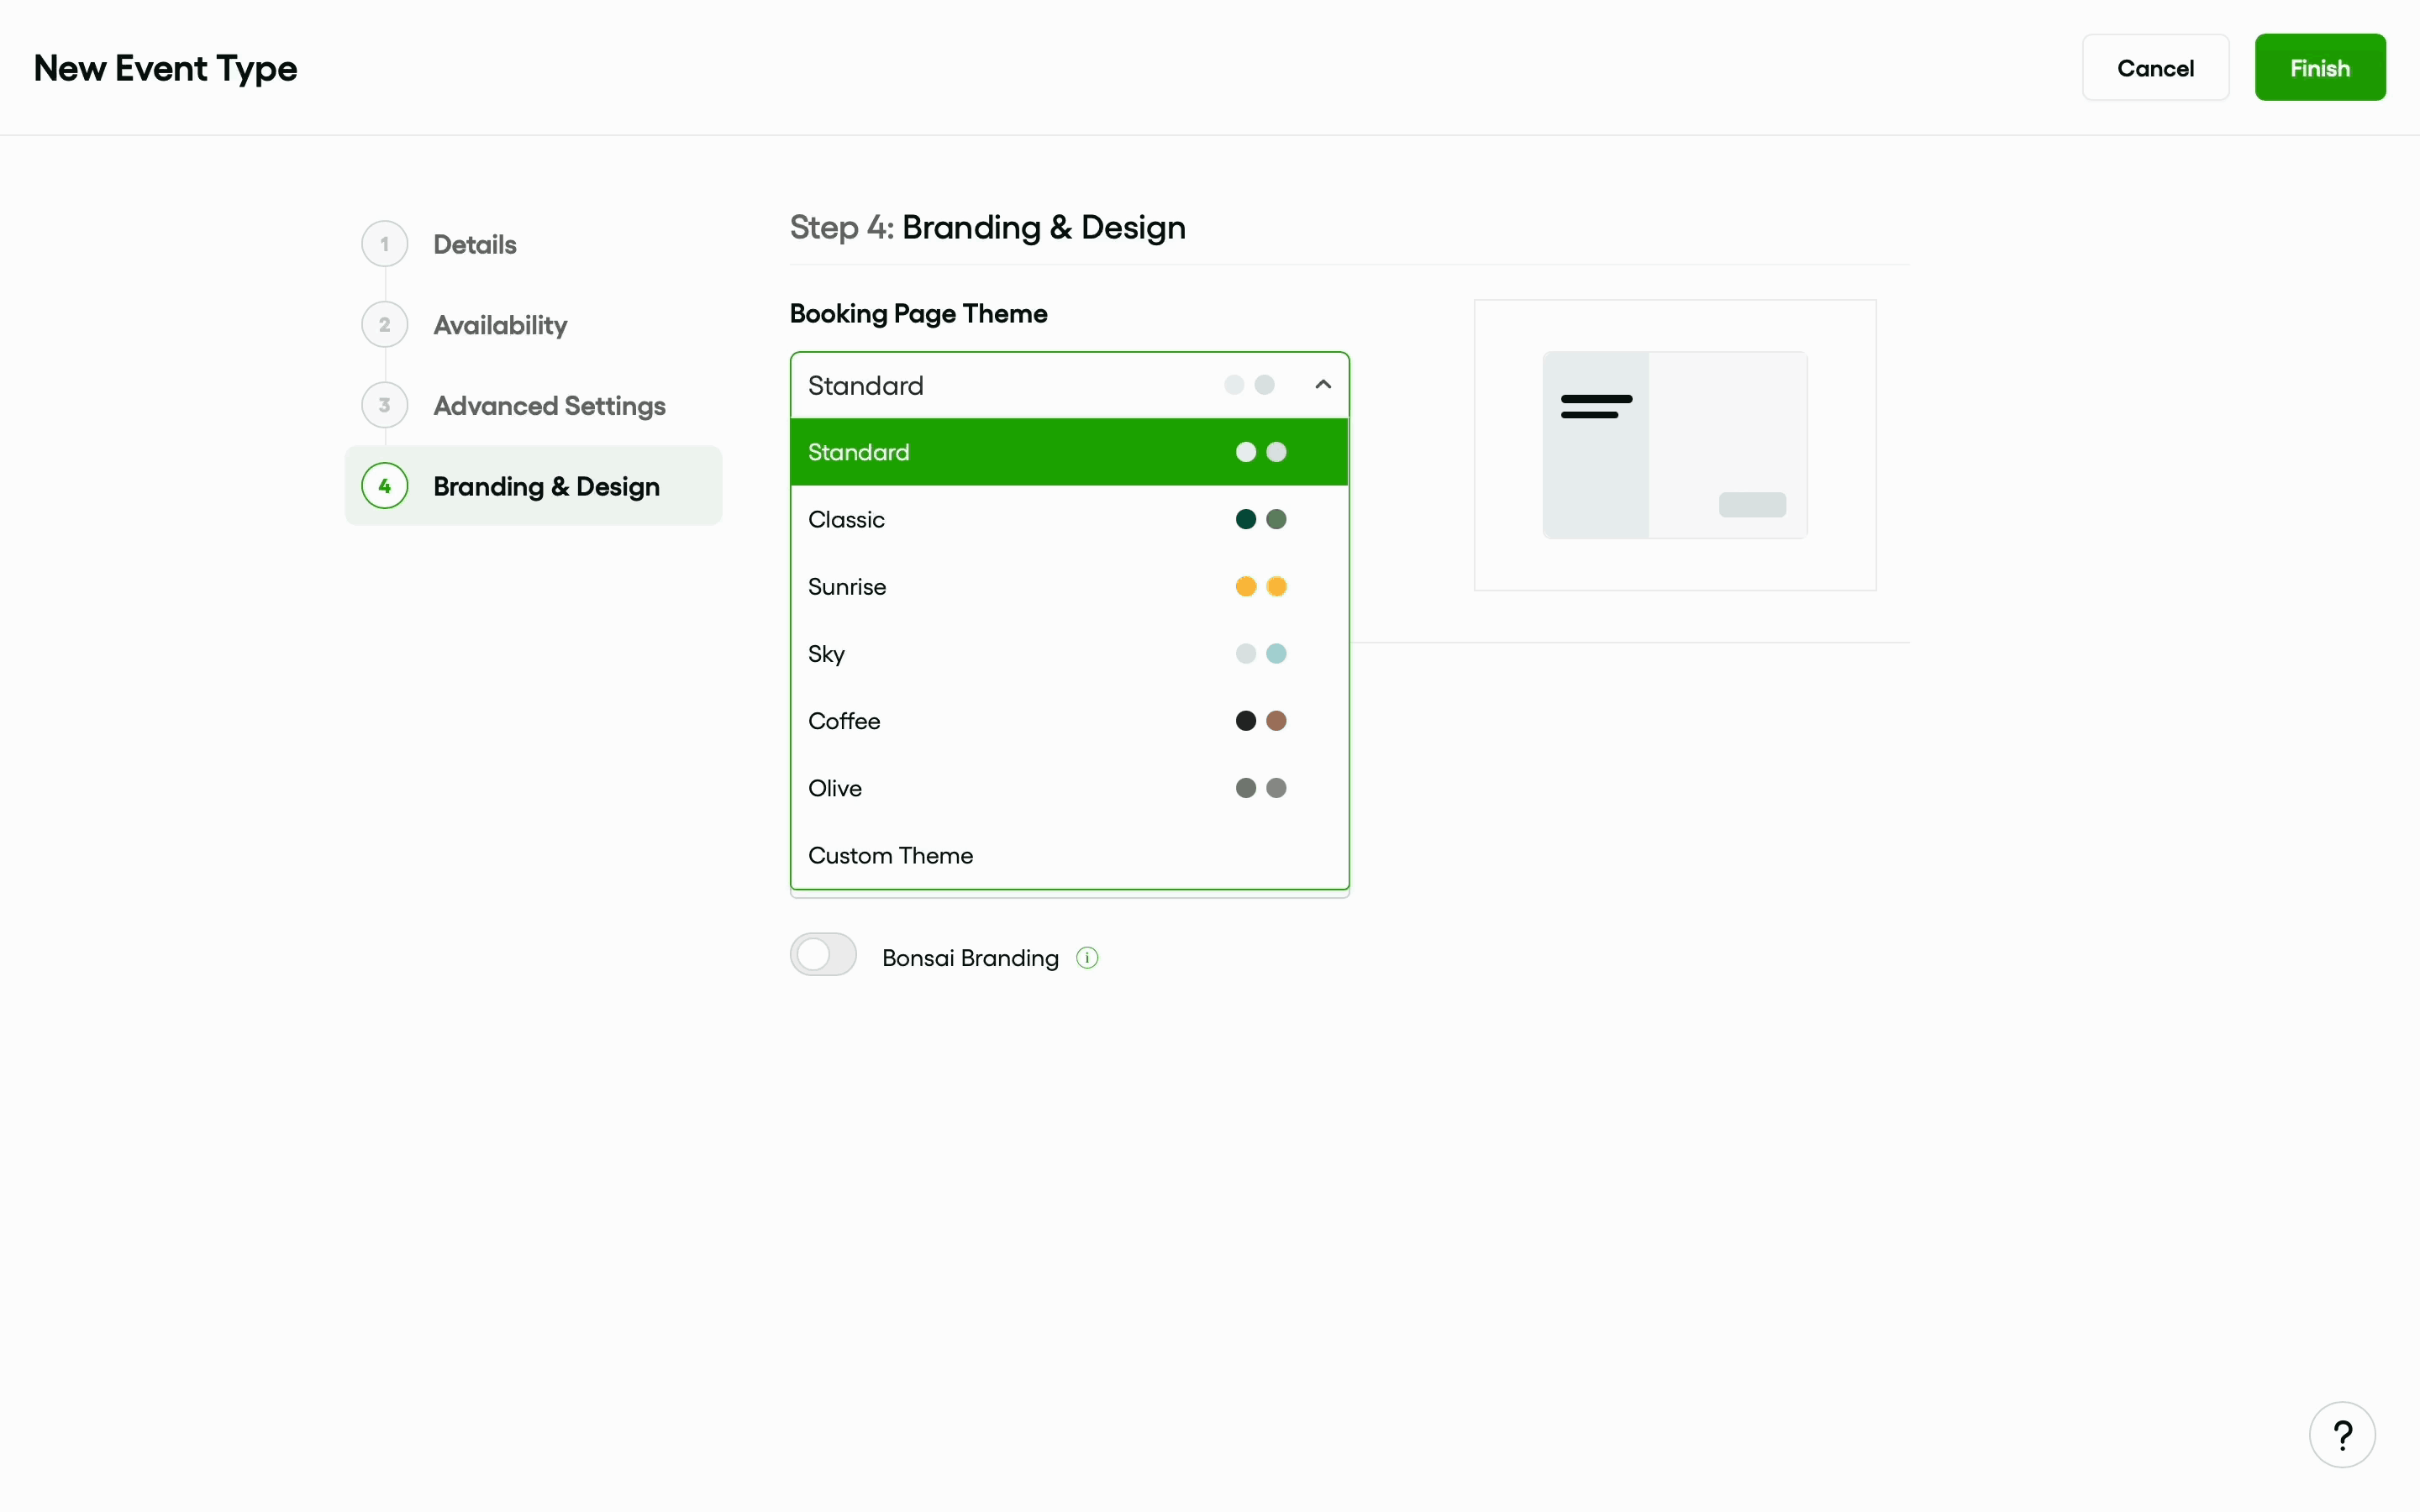 New Event Type
Cancel
Finish
1 Details
2 Availability
3 Advanced Settings
4 Branding & Design
Step 4: Branding & Design
Booking Page Theme
Standard
Standard
Classic
Sunrise
Sky
Coffee
Olive
Custom Theme
Bonsai Branding i
?